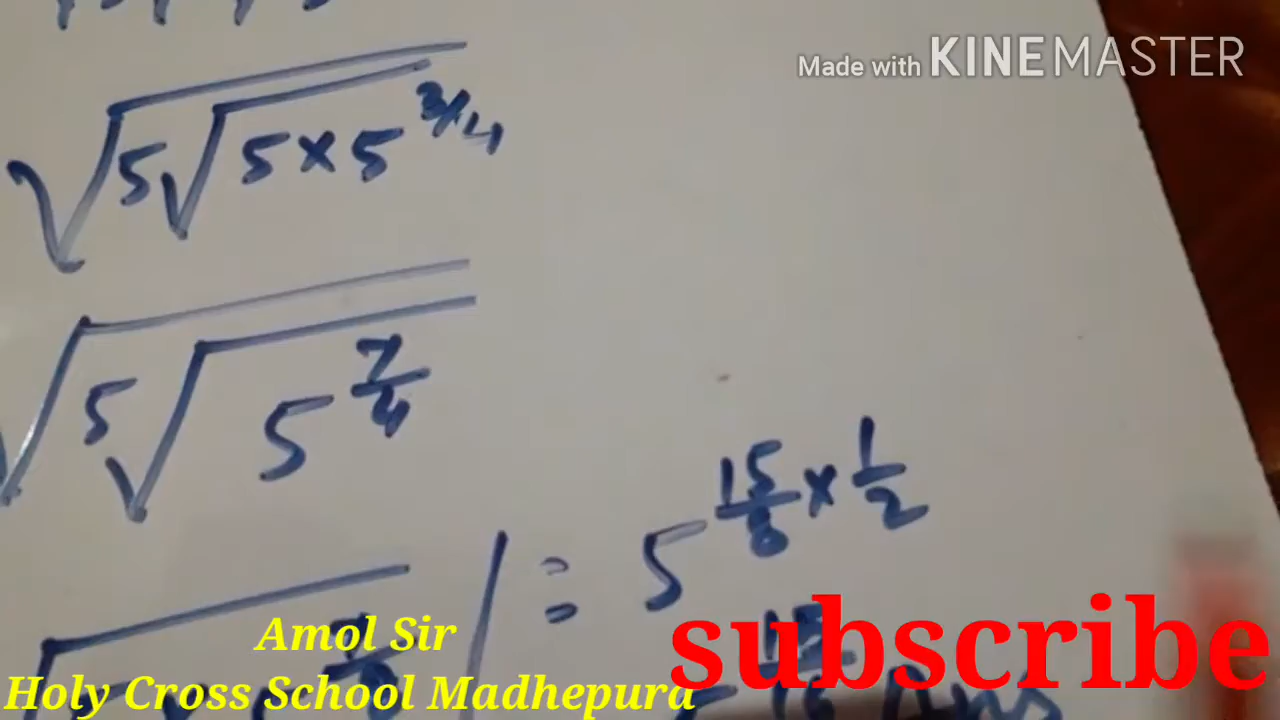 Made with KINEMASTER
√5√5×5^3/4
√5√5^7/4
= 5^15/8 × 1/2
Amol Sir
subscribe
Holy Cross School Madhepura